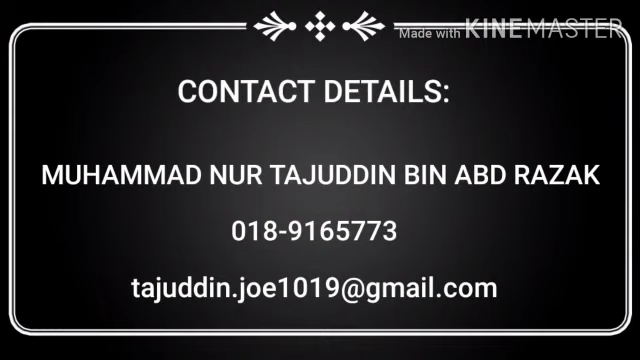 Made with KINEMASTER
CONTACT DETAILS:
MUHAMMAD NUR TAJUDDIN BIN ABD RAZAK
018-9165773
tajuddin.joe1019@gmail.com